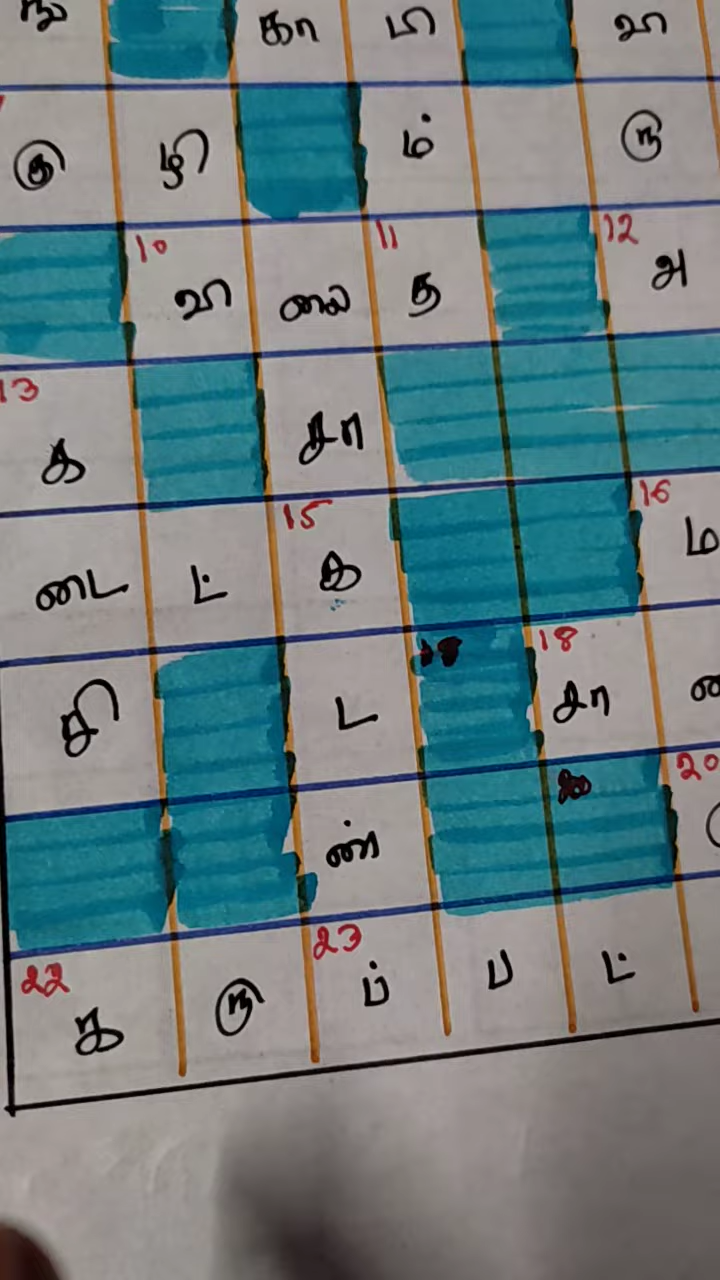 கா பி வா
கு ழி ம் ரு
10 11 12
வி லை த அ
13
க சா
15 16
டை ட் க ம
18
சி ட சா
20
ண்
22 23
க ரு ப் ப ட்